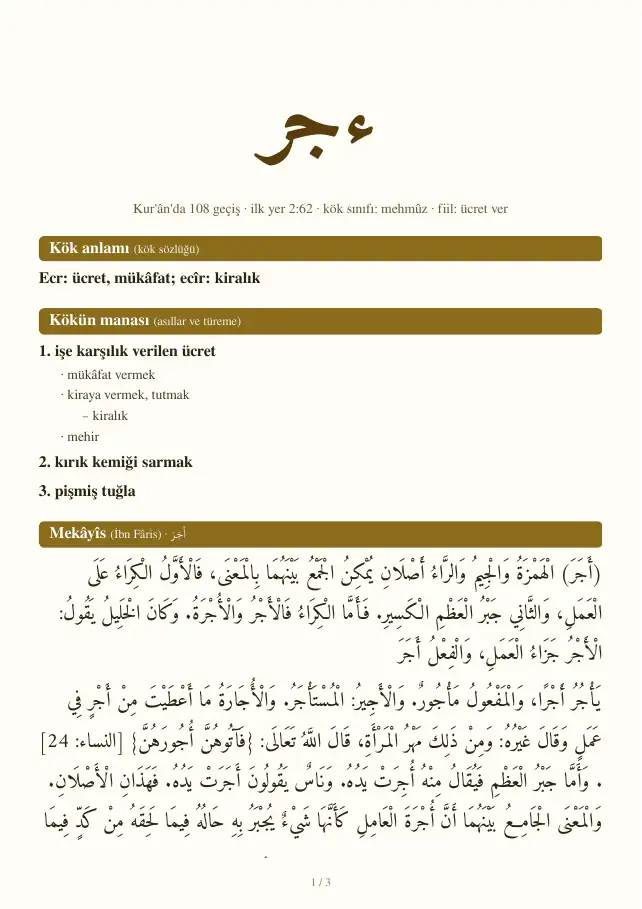 ءجر
Kur'ân'da 108 geçiş · ilk yer 2:62 · kök sınıfı: mehmûz · fiil: ücret ver
Kök anlamı (kök sözlüğü)
Ecr: ücret, mükâfat; ecîr: kiralık
Kökün manası (asıllar ve türeme)
1. işe karşılık verilen ücret
· mükâfat vermek
· kiraya vermek, tutmak
– kiralık
· mehir
2. kırık kemiği sarmak
3. pişmiş tuğla
Mekâyîs (İbn Fâris) · أَجَرَ
(أَجَرَ) الْهَمْزَةُ وَالْجِيمُ وَالرَّاءُ أَصْلَانِ يُمْكِنُ الْجَمْعُ بَيْنَهُمَا بِالْمَعْنَى، فَالْأَوَّلُ الْكِرَاءُ عَلَى
الْعَمَلِ، وَالثَّانِي جَبْرُ الْعَظْمِ الْكَسِيرِ. فَأَمَّا الْكِرَاءُ فَالْأَجْرُ وَالْأُجْرَةُ. وَكَانَ الْخَلِيلُ يَقُولُ:
الْأَجْرُ جَزَاءُ الْعَمَلِ، وَالْفِعْلُ أَجَرَ
يَأْجُرُ أَجْرًا، وَالْمَفْعُولُ مَأْجُورٌ. وَالْأَجِيرُ: الْمُسْتَأْجَرُ. وَالْأُجَارَةُ مَا أَعْطَيْتَ مِنْ أَجْرٍ فِي
عَمَلٍ وَقَالَ غَيْرُهُ: وَمِنْ ذَلِكَ مَهْرُ الْمَرْأَةِ، قَالَ اللَّهُ تَعَالَى: {فَآتُوهُنَّ أُجُورَهُنَّ} [النساء: 24]
. وَأَمَّا جَبْرُ الْعَظْمِ فَيُقَالُ مِنْهُ أُجِرَتْ يَدُهُ. وَنَاسٌ يَقُولُونَ أَجَرَتْ يَدُهُ. فَهَذَانِ الْأَصْلَانِ.
وَالْمَعْنَى الْجَامِعُ بَيْنَهُمَا أَنَّ أُجْرَةَ الْعَامِلِ كَأَنَّهَا شَيْءٌ يُجْبَرُ بِهِ حَالُهُ فِيمَا لَحِقَهُ مِنْ كَدٍّ فِيمَا
1 / 3